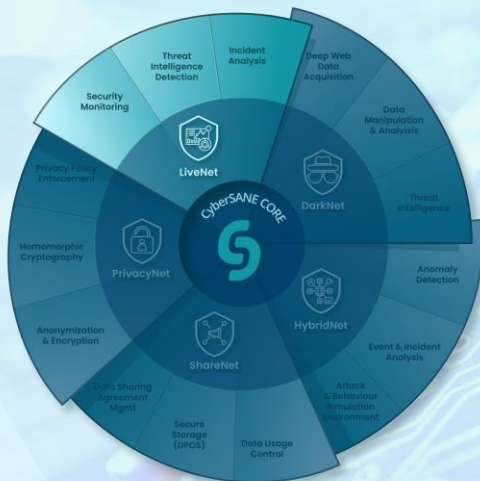 Incident
Analysis
Threat
Intelligence
Detection
Security
Monitoring
LiveNet
Deep Web
Data
Acquisition
Data
Manipulation
& Analyisis
Threat
Intelligence
DarkNet
Anomaly
Detection
Event & Incident
Analysis
Attack
& Behaviour
Simulation
Environment
HybridNet
Data Usage
Control
Secure
Storage
(DPOS)
Data Sharing
Agreement
Mgmt
ShareNet
Anonymization
& Encryption
Homomorphic
Cryptography
Privacy Policy
Enforcement
PrivacyNet
CyberSANE CORE